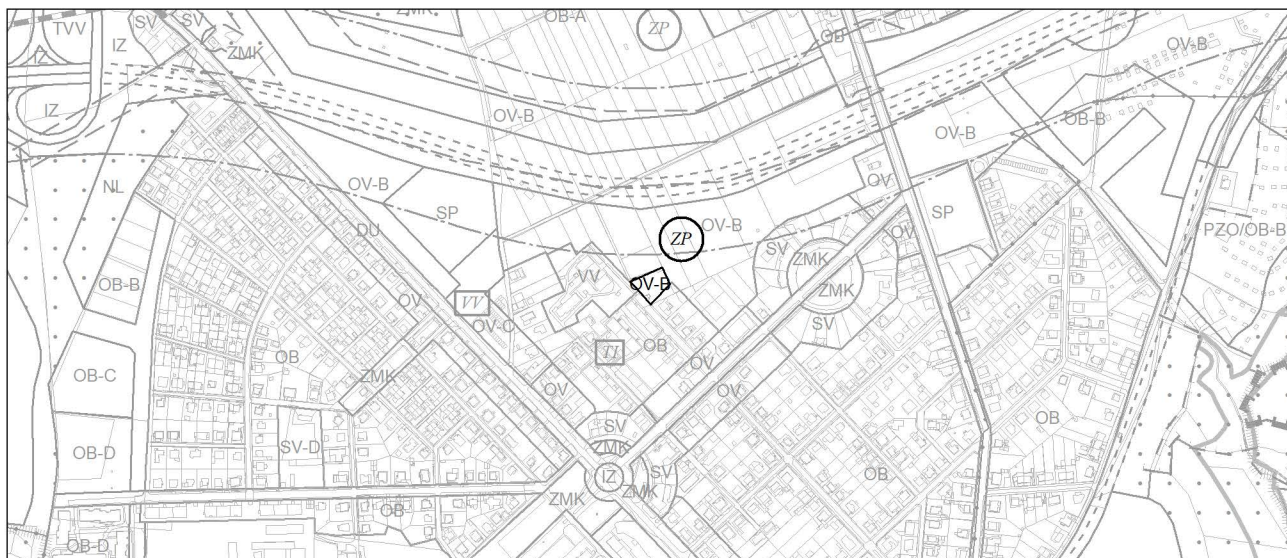 TVV
SV
SV
IZ
IZ
ZMK
IZ
ZMK
OB-A
ZP
OB
OV-B
OV-B
OV-B
OB-B
NL
OV-B
SP
DU
ZP
OV-B
OV
SP
OV
PZO/OB-B
SV
ZMK
ZMK
SV
OB-B
OV
VV
OV-C
VV
OV-B
TI
OB
OV
OV
OB
ZMK
OV
OB-C
OB-D
SV-D
SV
ZMK
IZ
SV
ZMK
ZMK
OB
OB
OB
OB-D